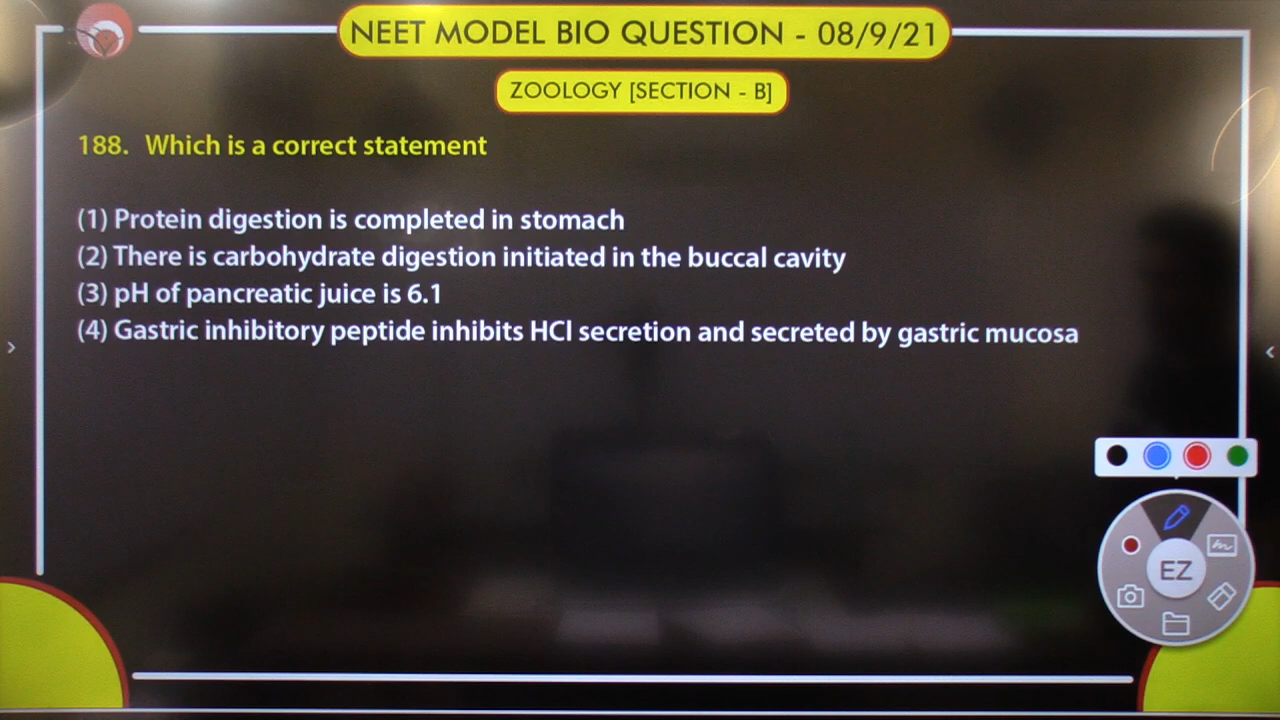 NEET MODEL BIO QUESTION - 08/9/21
ZOOLOGY [SECTION - B]
188. Which is a correct statement
(1) Protein digestion is completed in stomach
(2) There is carbohydrate digestion initiated in the buccal cavity
(3) pH of pancreatic juice is 6.1
(4) Gastric inhibitory peptide inhibits HCl secretion and secreted by gastric mucosa
EZ